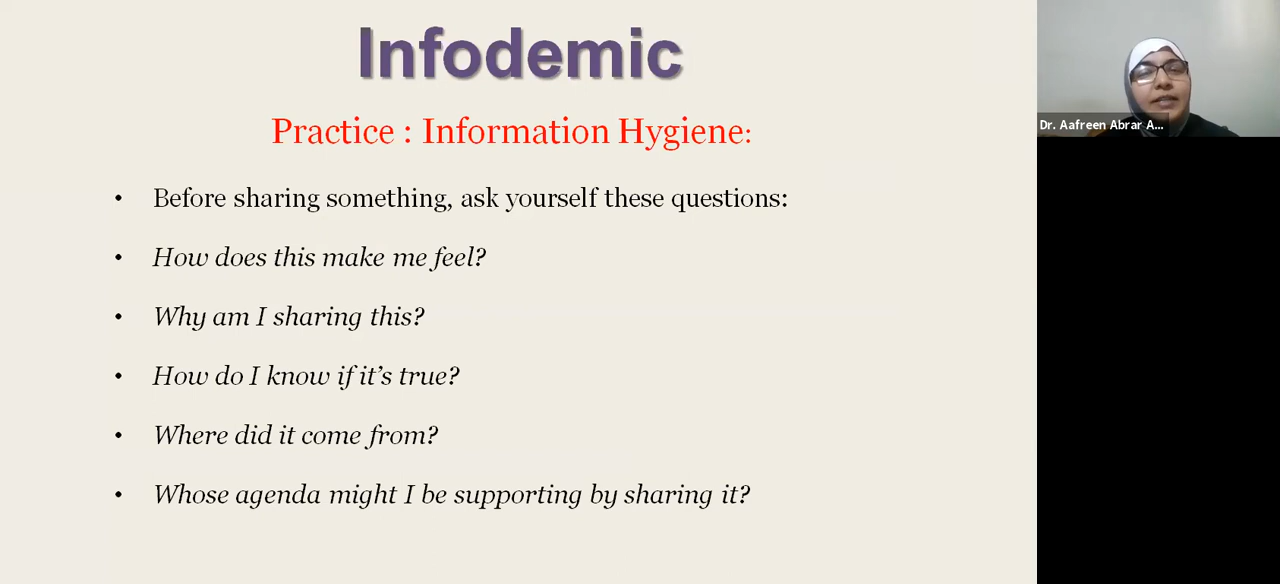 Infodemic
Practice : Information Hygiene:
• Before sharing something, ask yourself these questions:
• How does this make me feel?
• Why am I sharing this?
• How do I know if it’s true?
• Where did it come from?
• Whose agenda might I be supporting by sharing it?
Dr. Aafreen Abrar A...